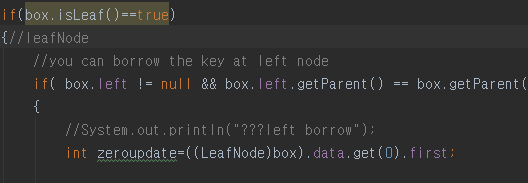 if(box.isLeaf()==true)
{//leafNode
//you can borrow the key at left node
if( box.left != null && box.left.getParent() == box.getParent(
{
//System.out.println("???left borrow");
int zeroupdate=((LeafNode)box).data.get(0).first;